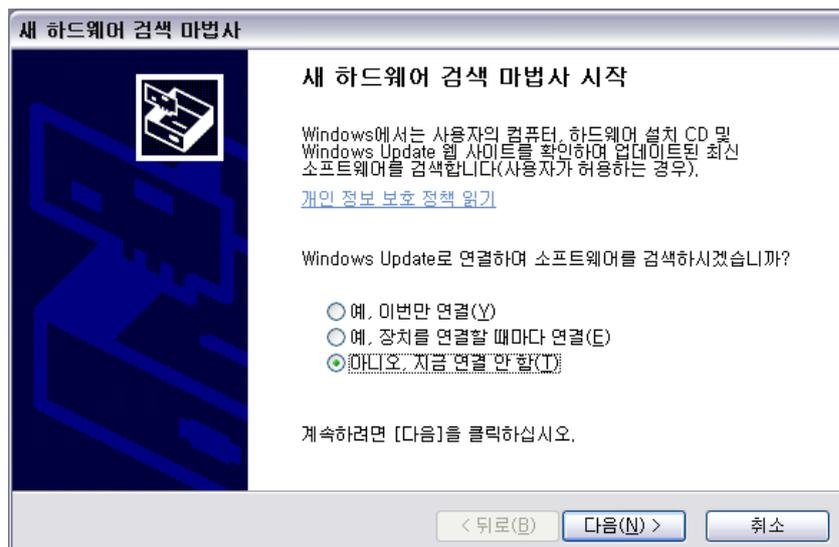 새 하드웨어 검색 마법사
새 하드웨어 검색 마법사 시작
Windows에서는 사용자의 컴퓨터, 하드웨어 설치 CD 및
Windows Update 웹 사이트를 확인하여 업데이트된 최신
소프트웨어를 검색합니다(사용자가 허용하는 경우).
개인 정보 보호 정책 읽기
Windows Update로 연결하여 소프트웨어를 검색하시겠습니까?
예, 이번만 연결(Y)
예, 장치를 연결할 때마다 연결(E)
아니오, 지금 연결 안 함(T)
계속하려면 [다음]을 클릭하십시오.
< 뒤로(B) 다음(N) > 취소